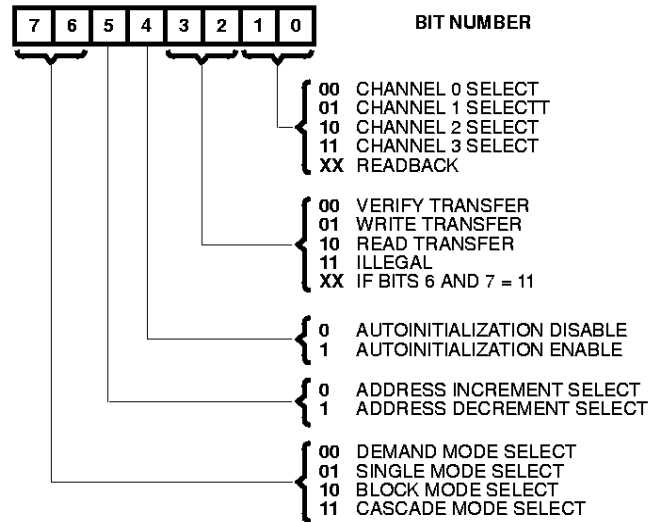 7 6 5 4 3 2 1 0 BIT NUMBER
00 CHANNEL 0 SELECT
01 CHANNEL 1 SELECTT
10 CHANNEL 2 SELECT
11 CHANNEL 3 SELECT
XX READBACK
00 VERIFY TRANSFER
01 WRITE TRANSFER
10 READ TRANSFER
11 ILLEGAL
XX IF BITS 6 AND 7 = 11
0 AUTOINITIALIZATION DISABLE
1 AUTOINITIALIZATION ENABLE
0 ADDRESS INCREMENT SELECT
1 ADDRESS DECREMENT SELECT
00 DEMAND MODE SELECT
01 SINGLE MODE SELECT
10 BLOCK MODE SELECT
11 CASCADE MODE SELECT